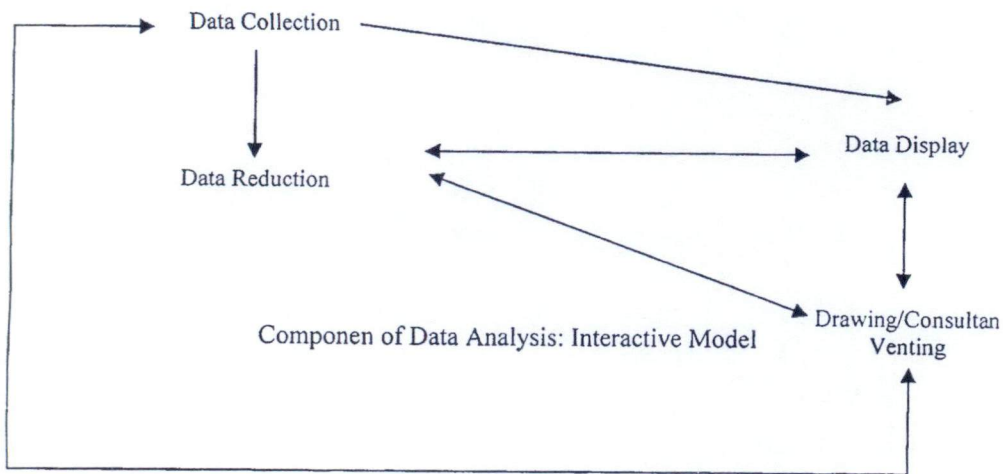 Data Collection
Data Display
Data Reduction
Drawing/Consultan
Venting
Componen of Data Analysis: Interactive Model